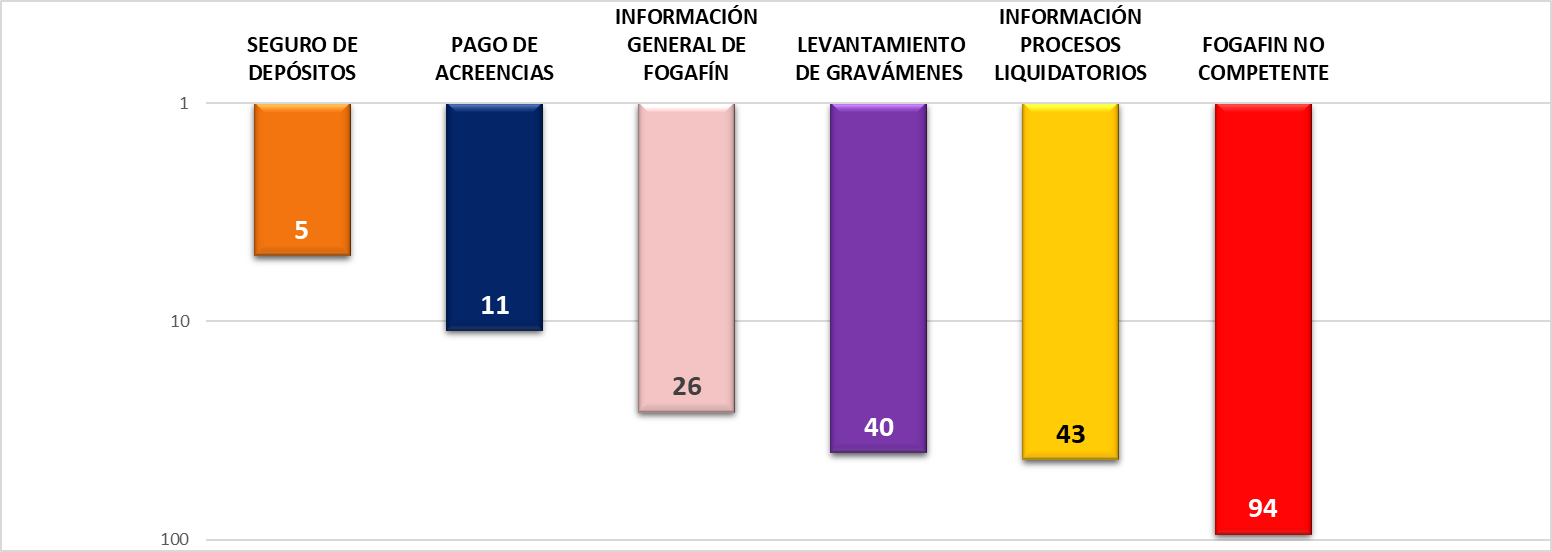 SEGURO DE
DEPÓSITOS
PAGO DE
ACREENCIAS
INFORMACIÓN
GENERAL DE
FOGAFÍN
LEVANTAMIENTO
DE GRAVÁMENES
INFORMACIÓN
PROCESOS
LIQUIDATORIOS
FOGAFIN NO
COMPETENTE
1
10
100
5
11
26
40
43
94